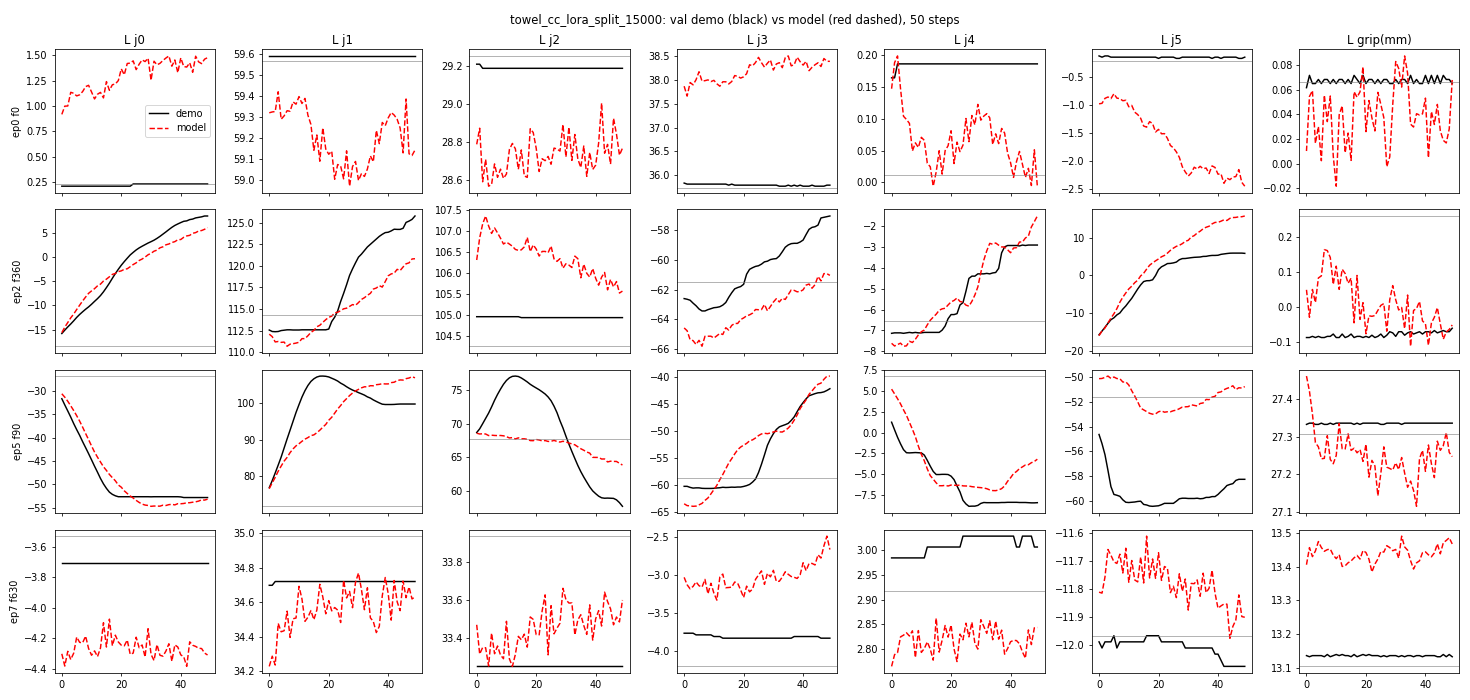 towel_cc_lora_split_15000: val demo (black) vs model (red dashed), 50 steps
L j0 L j1 L j2 L j3 L j4 L j5 L grip(mm)
ep0 f0
1.50 1.25 1.00 0.75 0.50 0.25
demo
model
59.6 59.5 59.4 59.3 59.2 59.1 59.0
29.2 29.0 28.8 28.6
38.5 38.0 37.5 37.0 36.5 36.0
0.20 0.15 0.10 0.05 0.00
−0.5 −1.0 −1.5 −2.0 −2.5
0.08 0.06 0.04 0.02 0.00 −0.02
ep2 f360
5 0 −5 −10 −15
125.0 122.5 120.0 117.5 115.0 112.5 110.0
107.5 107.0 106.5 106.0 105.5 105.0 104.5
−58 −60 −62 −64 −66
−2 −3 −4 −5 −6 −7 −8
10 0 −10 −20
0.2 0.1 0.0 −0.1
ep5 f90
−30 −35 −40 −45 −50 −55
100 90 80
75 70 65 60
−40 −45 −50 −55 −60 −65
7.5 5.0 2.5 0.0 −2.5 −5.0 −7.5
−50 −52 −54 −56 −58 −60
27.4 27.3 27.2 27.1
ep7 f630
−3.6 −3.8 −4.0 −4.2 −4.4
35.0 34.8 34.6 34.4 34.2
33.8 33.6 33.4
−2.5 −3.0 −3.5 −4.0
3.00 2.95 2.90 2.85 2.80
−11.6 −11.7 −11.8 −11.9 −12.0
13.5 13.4 13.3 13.2 13.1
0 20 40 0 20 40 0 20 40 0 20 40 0 20 40 0 20 40 0 20 40